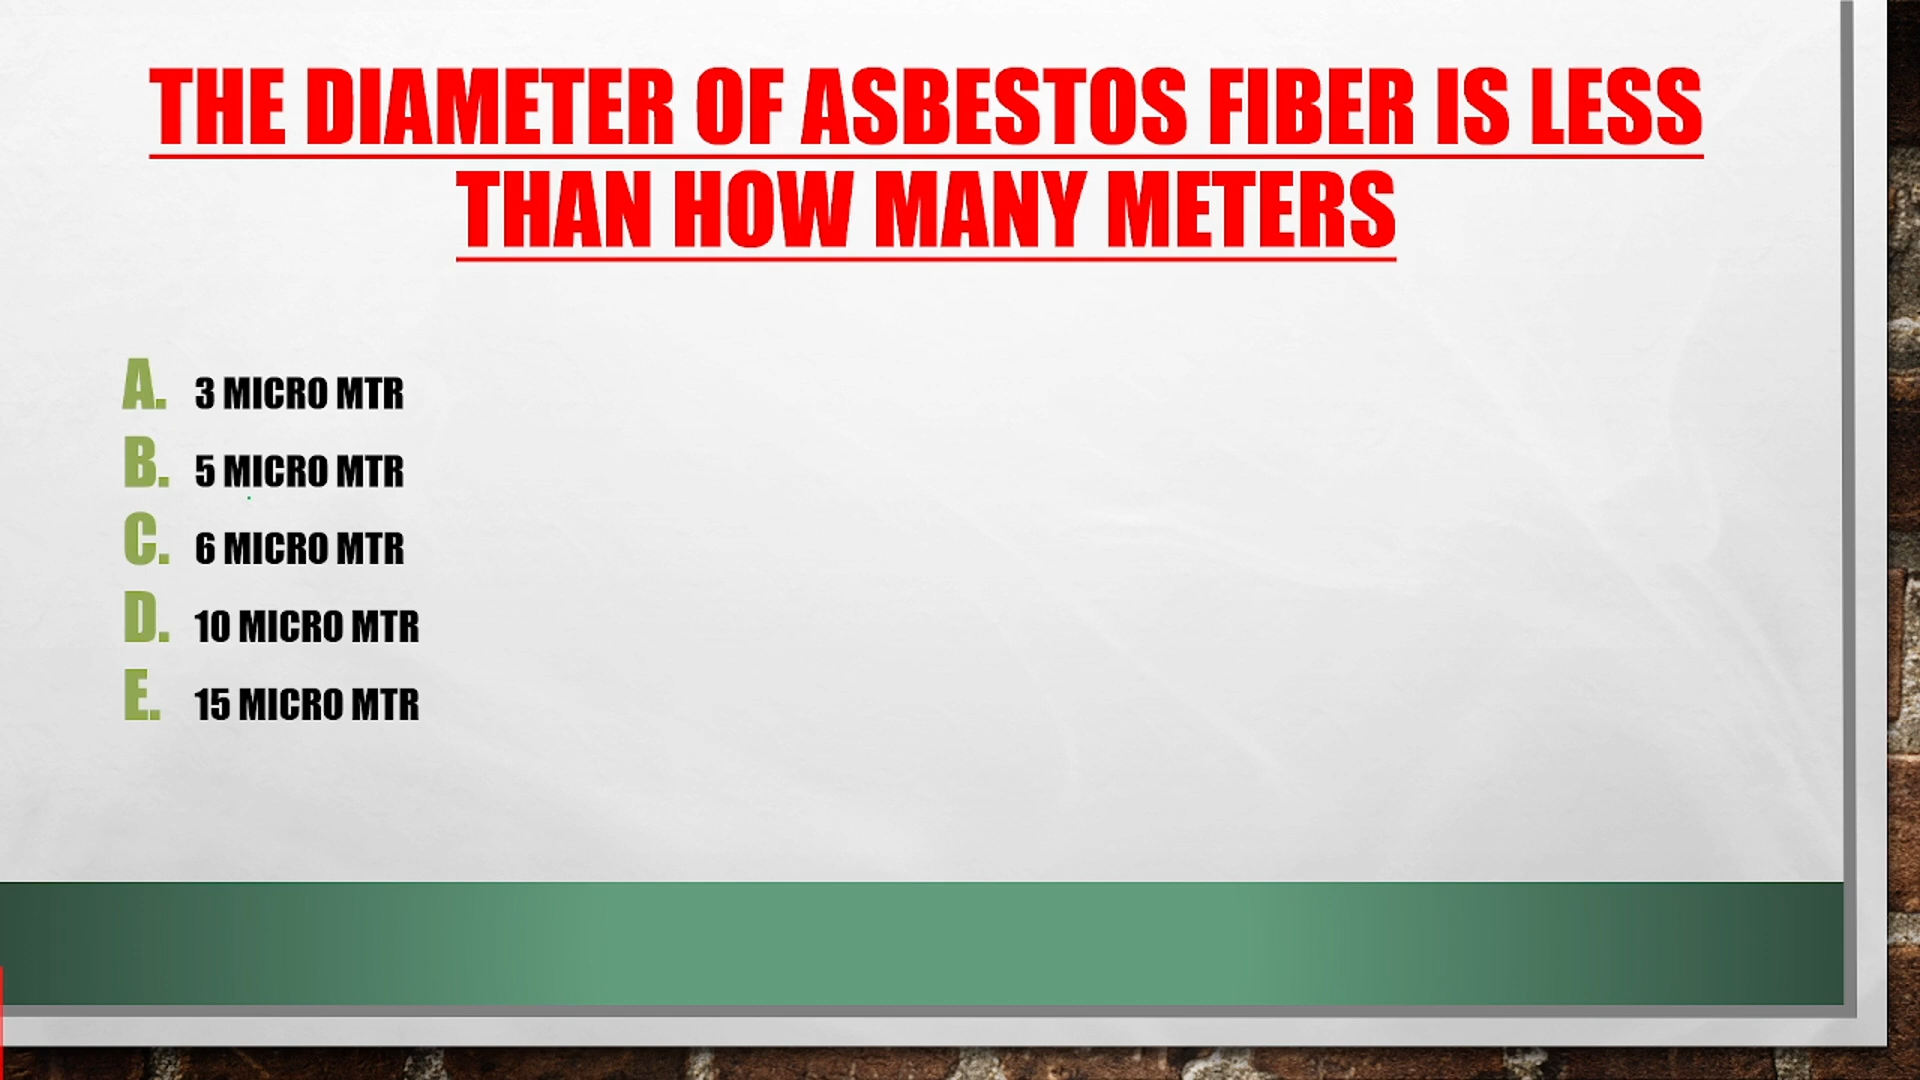 THE DIAMETER OF ASBESTOS FIBER IS LESS
THAN HOW MANY METERS
A. 3 MICRO MTR
B. 5 MICRO MTR
C. 6 MICRO MTR
D. 10 MICRO MTR
E. 15 MICRO MTR